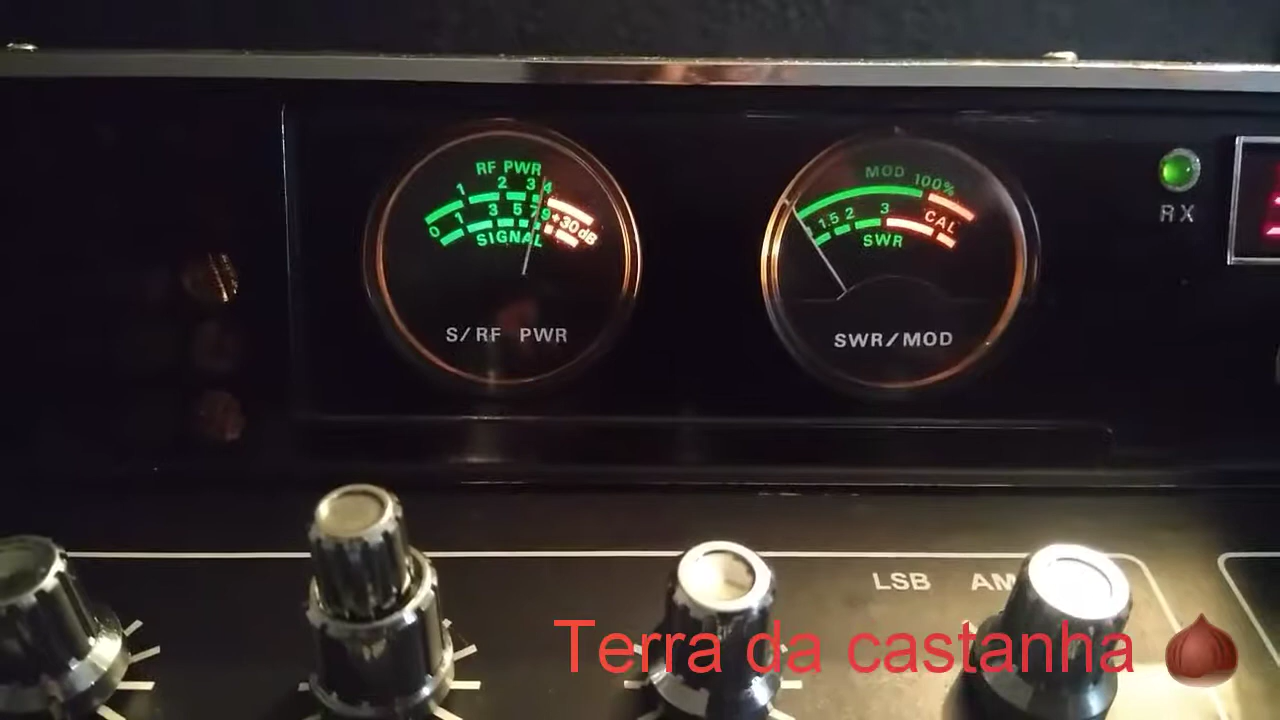 RF PWR
1 2 3 4
0 1 3 5 7 9 +30dB
SIGNAL
S/RF PWR
MOD 100%
1 1.5 2 3 CAL
SWR
SWR/MOD
RX
LSB AM
Terra da castanha